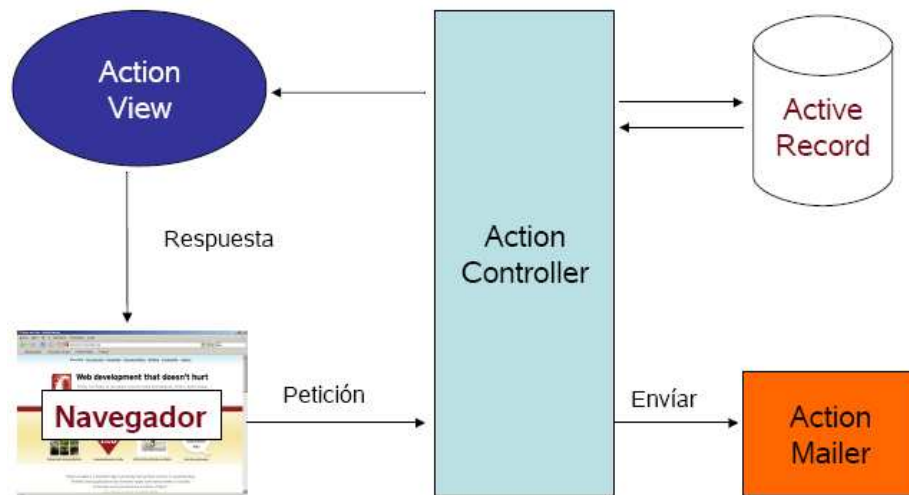 Action
View
Active
Record
Respuesta
Action
Controller
Web development that doesn't hurt
Navegador
Petición
Envíar
Action
Mailer